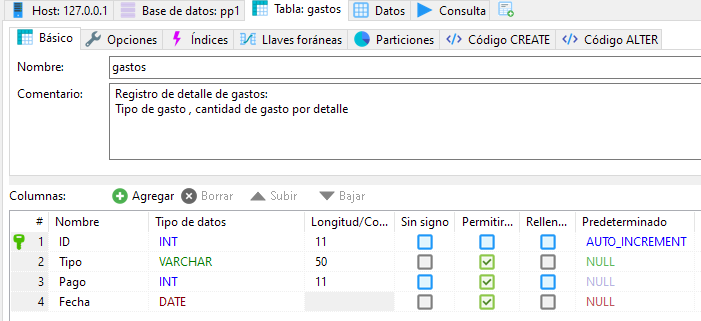 Host: 127.0.0.1 Base de datos: pp1 Tabla: gastos Datos Consulta
Básico Opciones Índices Llaves foráneas Particiones Código CREATE Código ALTER
Nombre: gastos
Comentario: Registro de detalle de gastos:
Tipo de gasto , cantidad de gasto por detalle
Columnas: Agregar Borrar Subir Bajar
# Nombre Tipo de datos Longitud/Co... Sin signo Permitir... Rellen... Predeterminado
1 ID INT 11 AUTO_INCREMENT
2 Tipo VARCHAR 50 NULL
3 Pago INT 11 NULL
4 Fecha DATE NULL